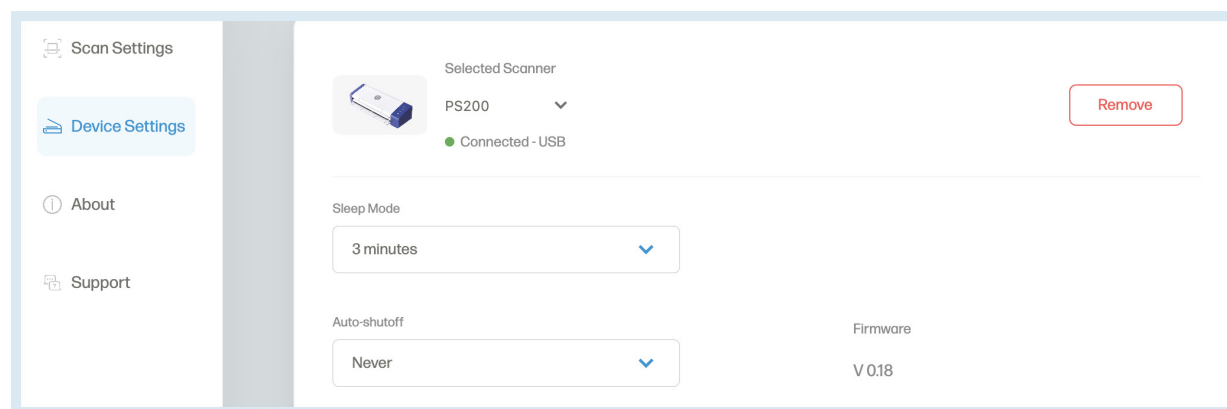 Scan Settings
Device Settings
About
Support
Selected Scanner
PS200
Connected - USB
Remove
Sleep Mode
3 minutes
Auto-shutoff
Never
Firmware
V 0.18